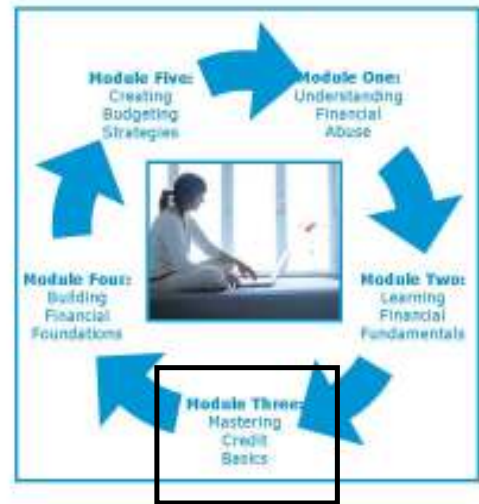 Module One:
Understanding
Financial
Abuse
Module Two:
Learning
Financial
Fundamentals
Module Three:
Mastering
Credit
Basics
Module Four:
Building
Financial
Foundations
Module Five:
Creating
Budgeting
Strategies